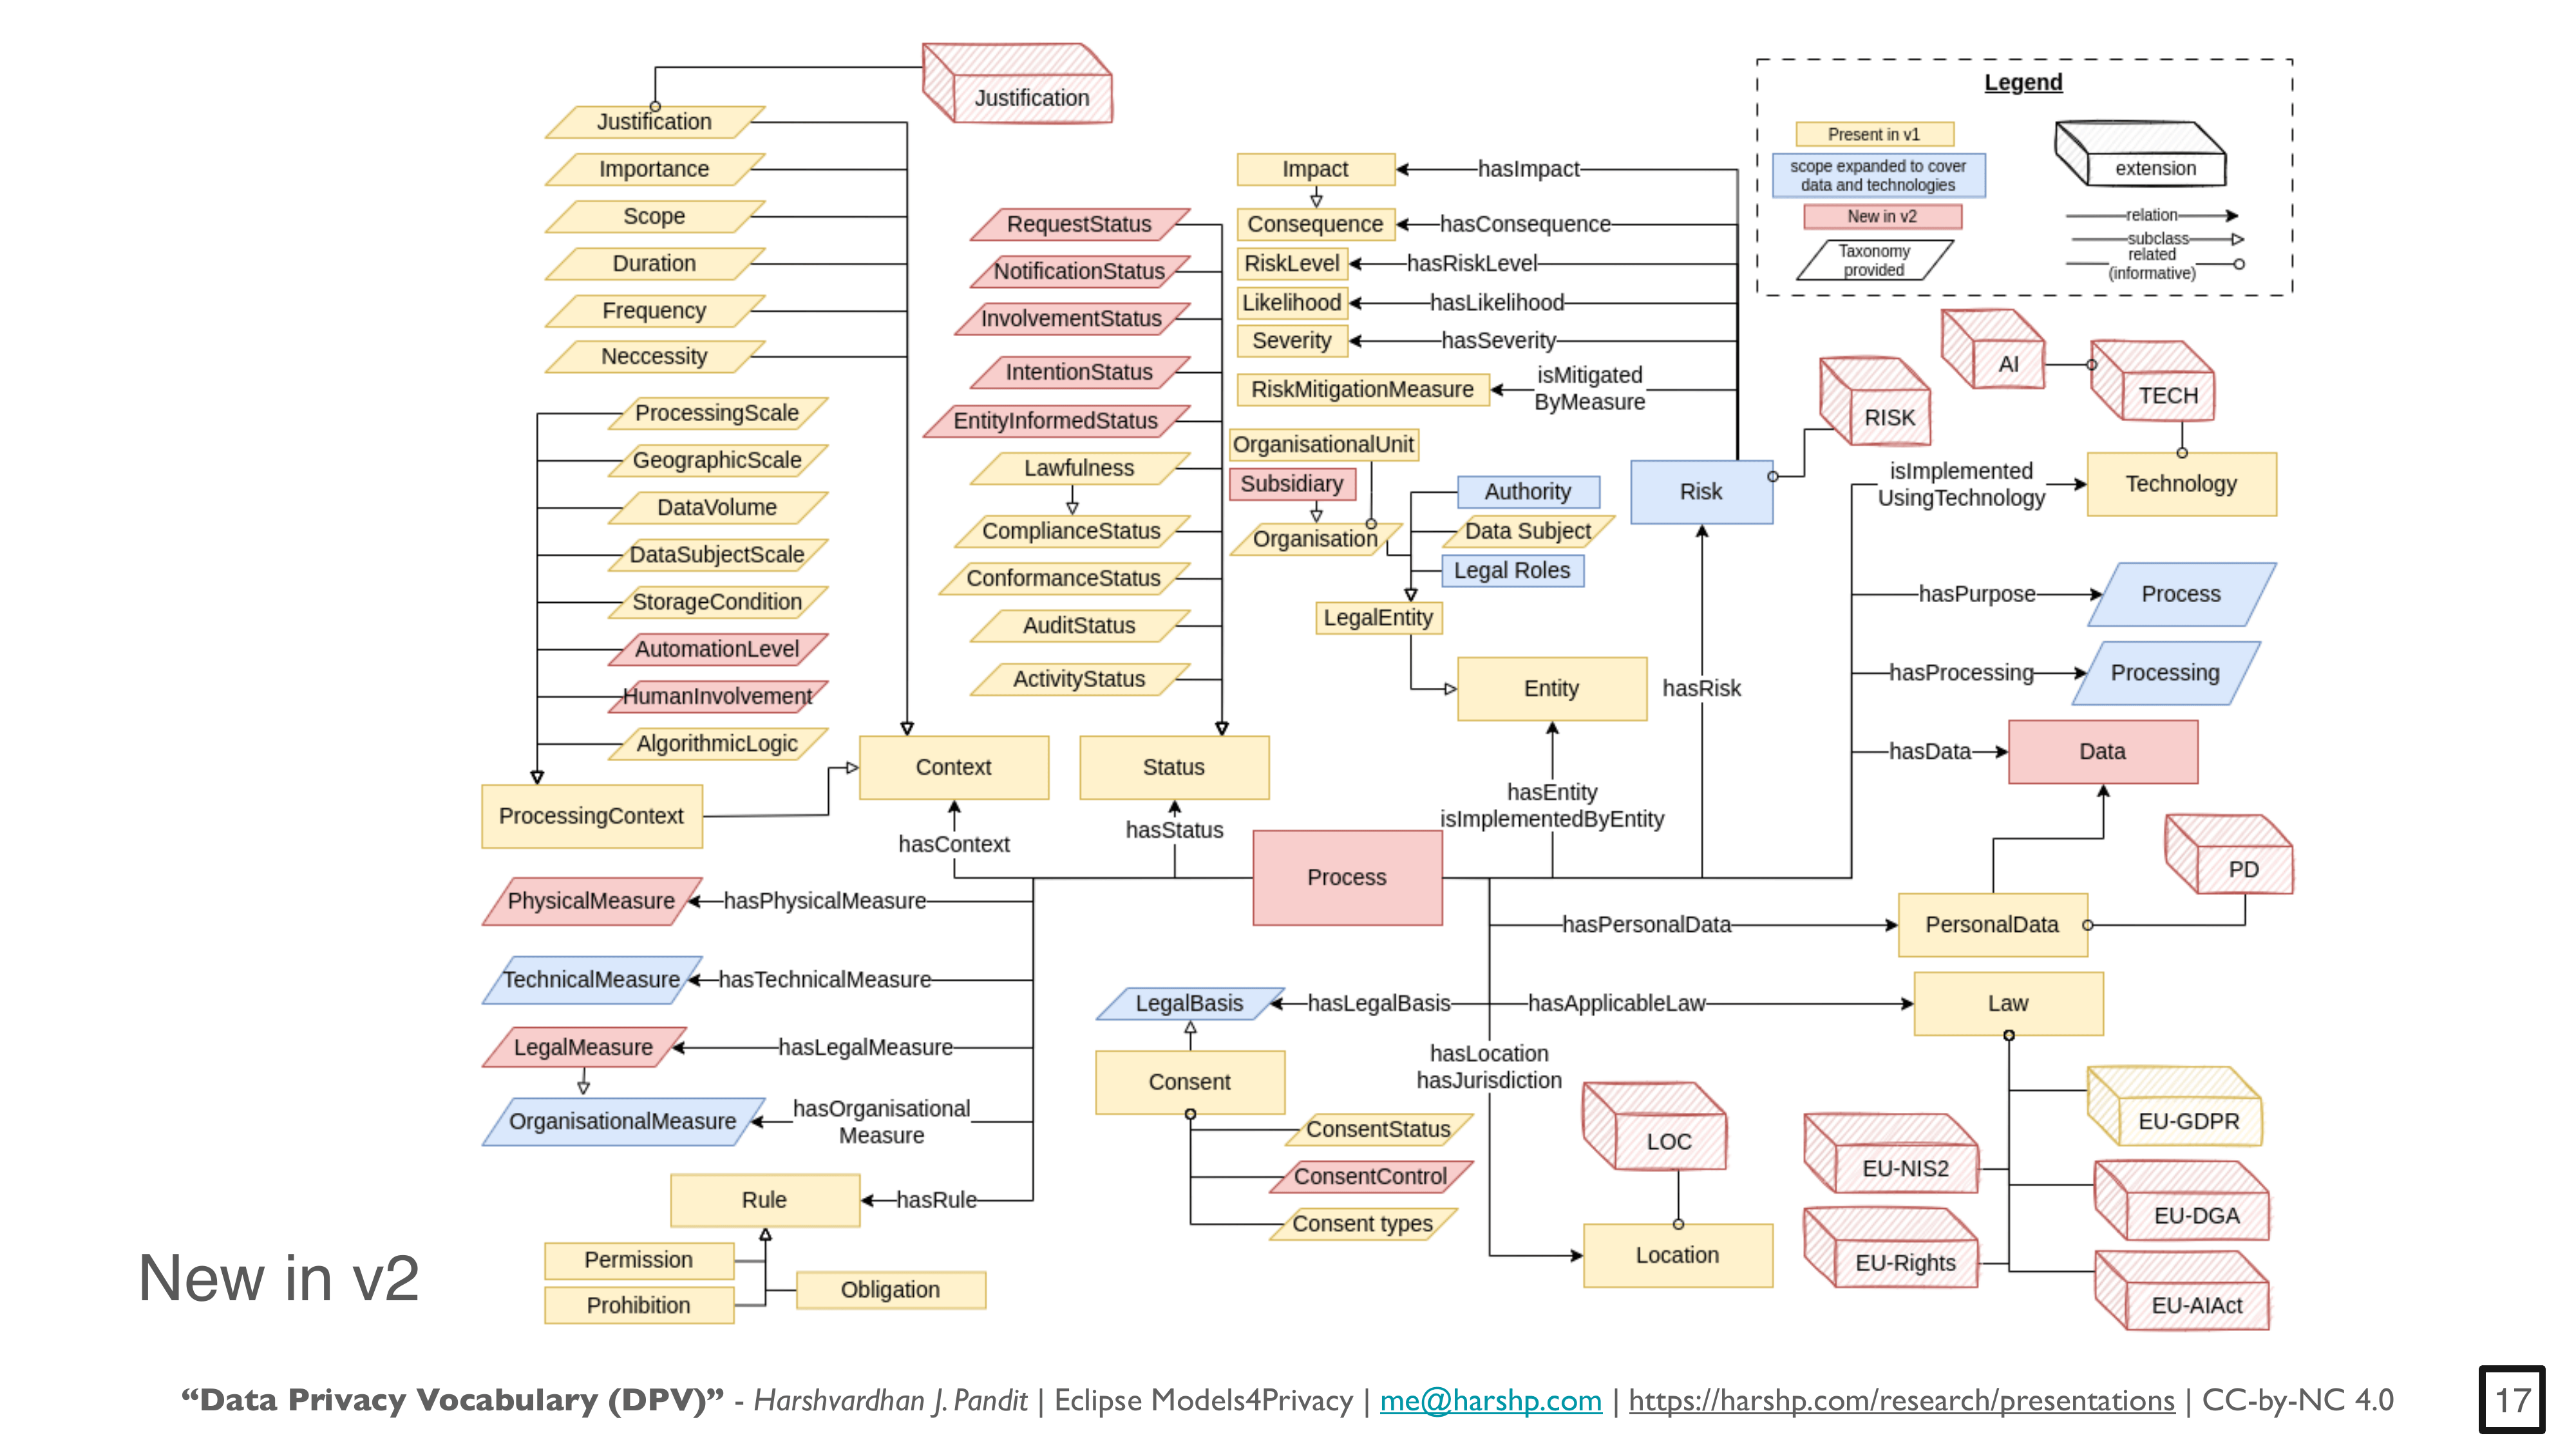 Justification
Justification
Importance
Scope
Duration
Frequency
Neccessity
ProcessingScale
GeographicScale
DataVolume
DataSubjectScale
StorageCondition
AutomationLevel
HumanInvolvement
AlgorithmicLogic
ProcessingContext
RequestStatus
NotificationStatus
InvolvementStatus
IntentionStatus
EntityInformedStatus
Lawfulness
ComplianceStatus
ConformanceStatus
AuditStatus
ActivityStatus
Context
Status
hasContext
hasStatus
Impact
hasImpact
Consequence
hasConsequence
RiskLevel
hasRiskLevel
Likelihood
hasLikelihood
Severity
hasSeverity
RiskMitigationMeasure
isMitigated
ByMeasure
OrganisationalUnit
Subsidiary
Organisation
Authority
Data Subject
Legal Roles
LegalEntity
Entity
hasEntity
isImplementedByEntity
Risk
hasRisk
RISK
Legend
Present in v1
scope expanded to cover
data and technologies
New in v2
Taxonomy
provided
extension
relation
subclass
related
(informative)
AI
TECH
isImplemented
UsingTechnology
Technology
hasPurpose
Process
hasProcessing
Processing
hasData
Data
PD
Process
hasPersonalData
PersonalData
PhysicalMeasure
hasPhysicalMeasure
TechnicalMeasure
hasTechnicalMeasure
LegalMeasure
hasLegalMeasure
OrganisationalMeasure
hasOrganisational
Measure
Rule
hasRule
Permission
Prohibition
Obligation
LegalBasis
hasLegalBasis
hasApplicableLaw
Law
Consent
ConsentStatus
ConsentControl
Consent types
hasLocation
hasJurisdiction
LOC
Location
EU-GDPR
EU-NIS2
EU-DGA
EU-Rights
EU-AIAct
New in v2
“Data Privacy Vocabulary (DPV)” - Harshvardhan J. Pandit | Eclipse Models4Privacy | me@harshp.com | https://harshp.com/research/presentations | CC-by-NC 4.0
17